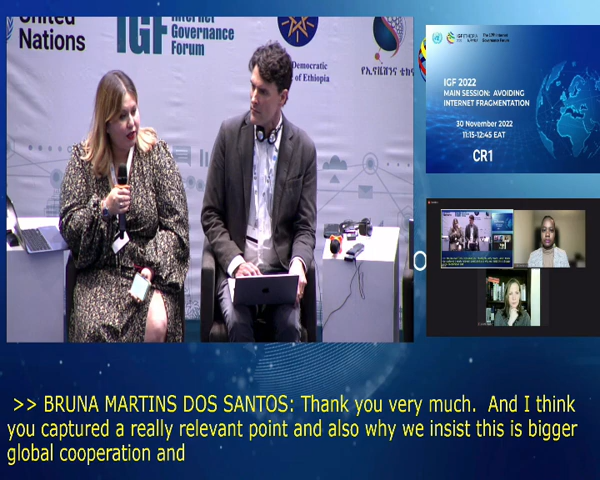 United
Nations
IGF
Internet
Governance
Forum
Democratic
of Ethiopia
የኢኖቬሽንና ቴክኖ
IGF 2022
MAIN SESSION: AVOIDING
INTERNET FRAGMENTATION
30 November 2022
11:15-12:45 EAT
CR1
>> BRUNA MARTINS DOS SANTOS: Thank you very much. And I think
you captured a really relevant point and also why we insist this is bigger
global cooperation and